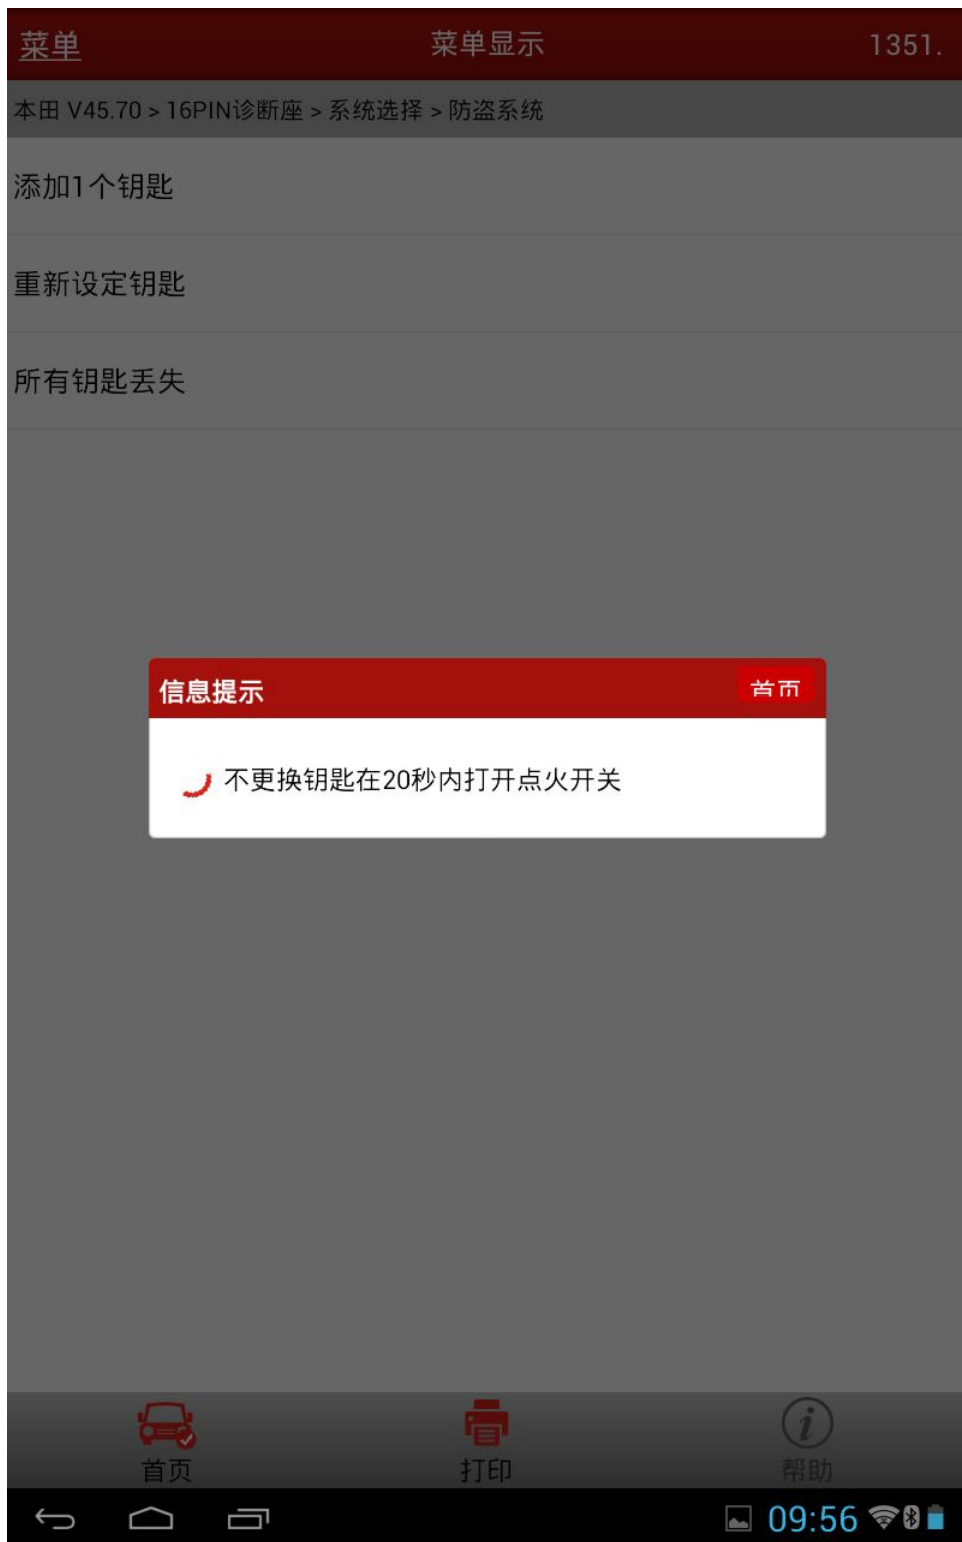 菜单 菜单显示 1351.
本田 V45.70 > 16PIN诊断座 > 系统选择 > 防盗系统
添加1个钥匙
重新设定钥匙
所有钥匙丢失
信息提示 首页
不更换钥匙在20秒内打开点火开关
首页 打印 帮助
09:56